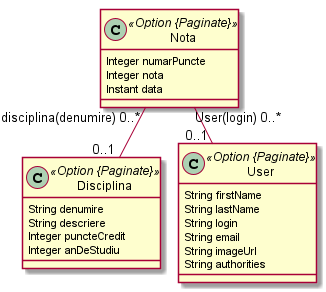 C «Option {Paginate}»
Nota
Integer numarPuncte
Integer nota
Instant data
disciplina(denumire) 0..*
User(login) 0..*
0..1
0..1
C «Option {Paginate}»
Disciplina
String denumire
String descriere
Integer puncteCredit
Integer anDeStudiu
C «Option {Paginate}»
User
String firstName
String lastName
String login
String email
String imageUrl
String authorities